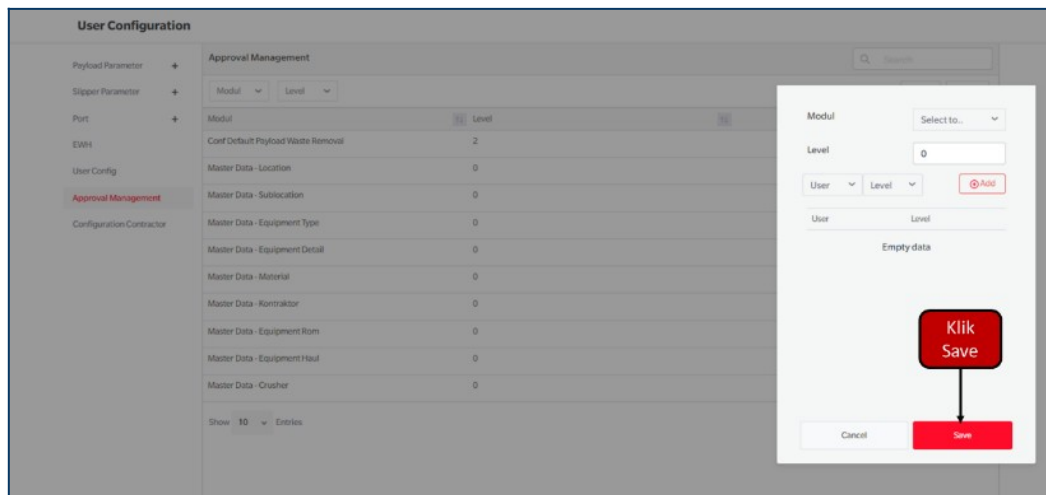 User Configuration
Payload Parameter +
Slipper Parameter +
Port +
EWH
User Config
Approval Management
Configuration Contractor
Approval Management
Search
Modul Level
Modul Level
Conf Default Payload Waste Removal 2
Master Data - Location 0
Master Data - Sublocation 0
Master Data - Equipment Type 0
Master Data - Equipment Detail 0
Master Data - Material 0
Master Data - Kontraktor 0
Master Data - Equipment Rom 0
Master Data - Equipment Haul 0
Master Data - Crusher 0
Show 10 Entries
Modul Select to..
Level 0
User Level Add
User Level
Empty data
Klik
Save
Cancel Save